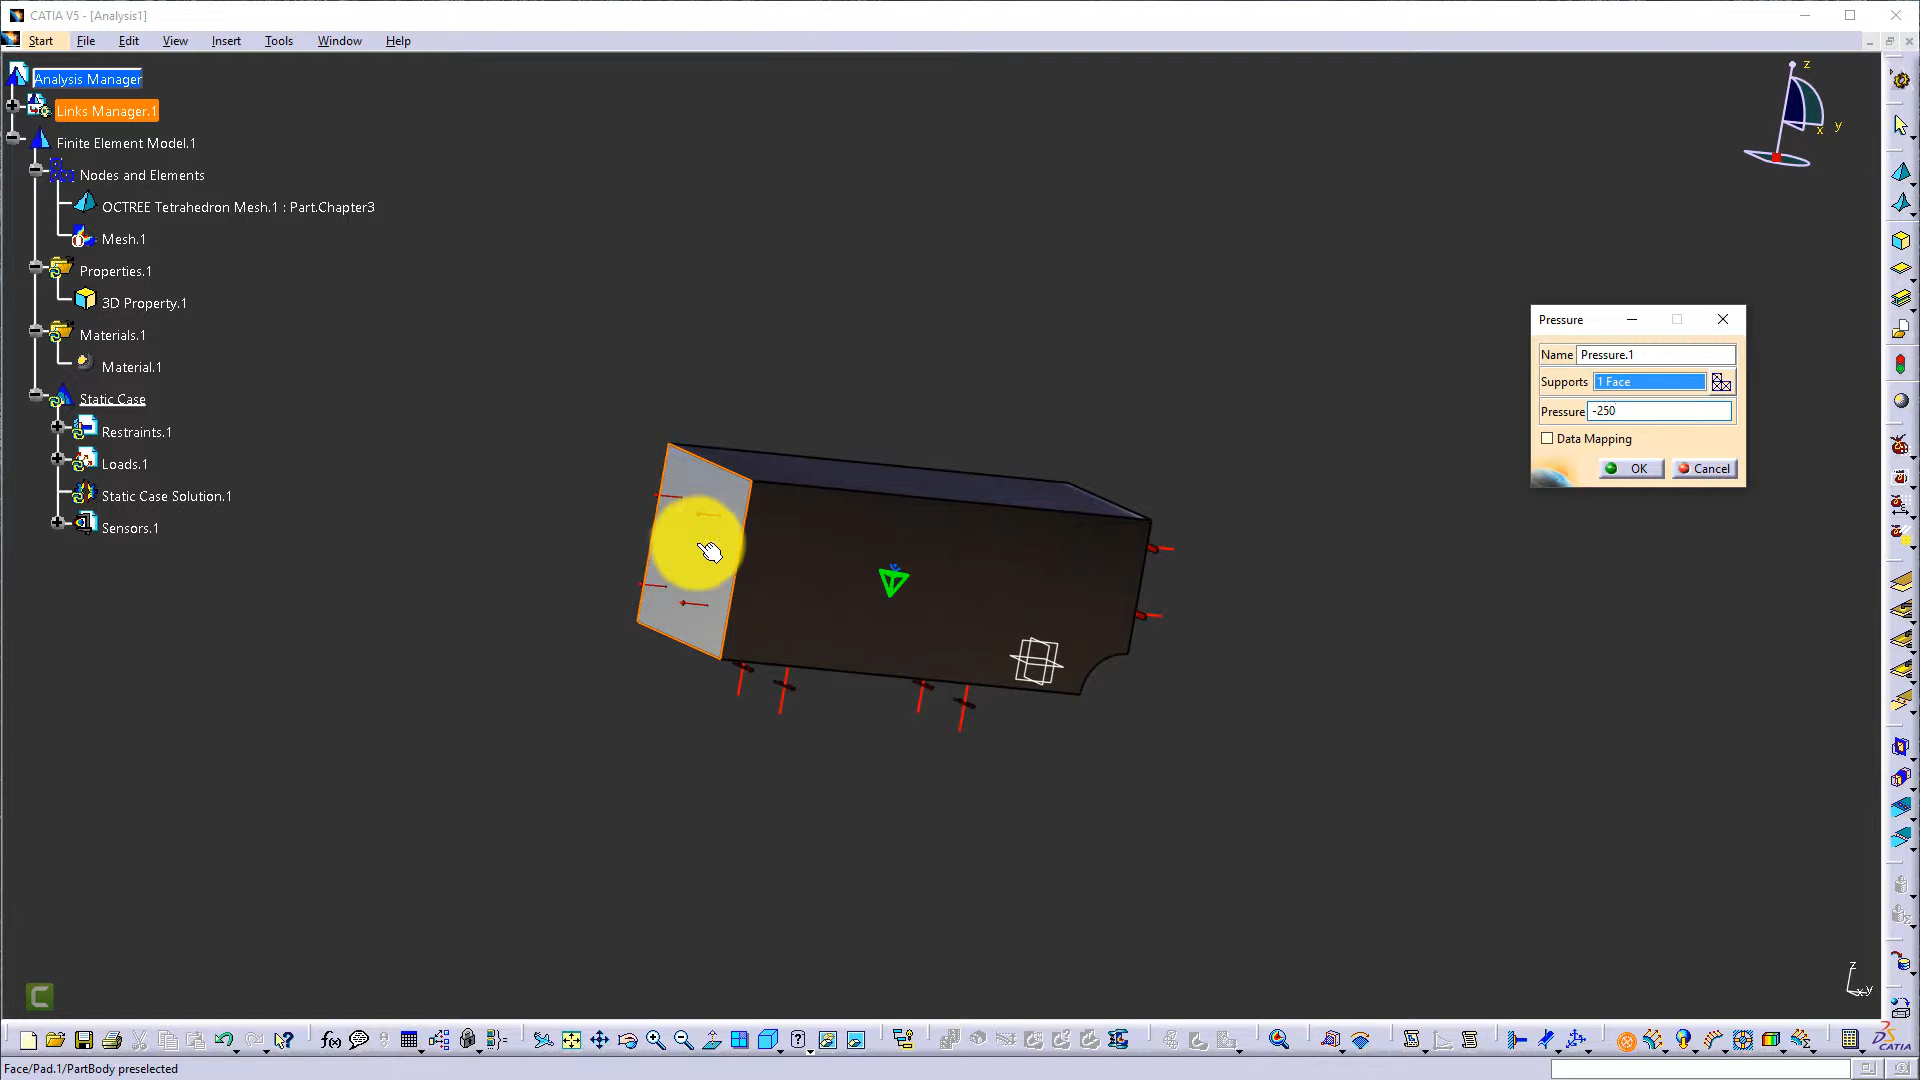 CATIA V5 - [Analysis1]
Start File Edit View Insert Tools Window Help
Analysis Manager
Links Manager.1
Finite Element Model.1
Nodes and Elements
OCTREE Tetrahedron Mesh.1 : Part.Chapter3
Mesh.1
Properties.1
3D Property.1
Materials.1
Material.1
Static Case
Restraints.1
Loads.1
Static Case Solution.1
Sensors.1
z
x y
Pressure
Name Pressure.1
Supports 1 Face
Pressure -250
Data Mapping
OK Cancel
z
x y
C
f(x)
CATIA
Face/Pad.1/PartBody preselected